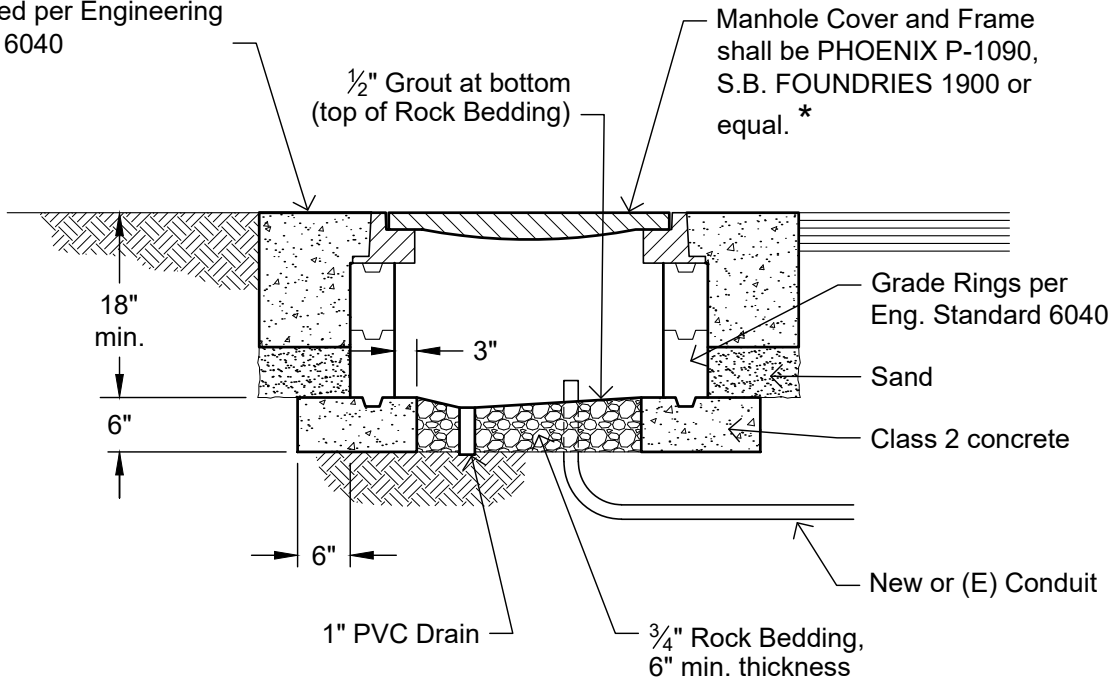 ed per Engineering
6040
Manhole Cover and Frame
shall be PHOENIX P-1090,
S.B. FOUNDRIES 1900 or
equal. *
½" Grout at bottom
(top of Rock Bedding)
18"
min.
3"
Grade Rings per
Eng. Standard 6040
Sand
6"
Class 2 concrete
6"
New or (E) Conduit
1" PVC Drain
¾" Rock Bedding,
6" min. thickness